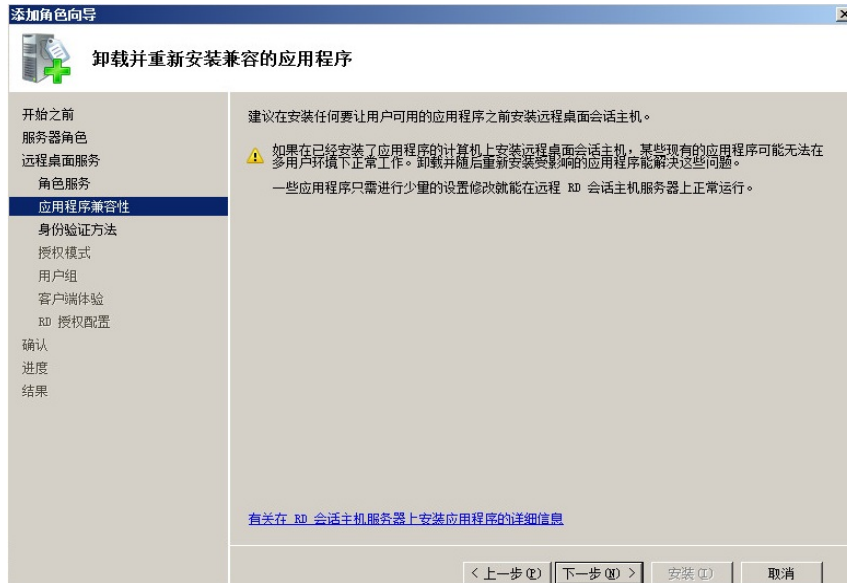 添加角色向导
卸载并重新安装兼容的应用程序
开始之前
服务器角色
远程桌面服务
角色服务
应用程序兼容性
身份验证方法
授权模式
用户组
客户端体验
RD 授权配置
确认
进度
结果
建议在安装任何要让用户可用的应用程序之前安装远程桌面会话主机。
如果在已经安装了应用程序的计算机上安装远程桌面会话主机，某些现有的应用程序可能无法在
多用户环境下正常工作。卸载并随后重新安装受影响的应用程序能解决这些问题。
一些应用程序只需进行少量的设置修改就能在远程 RD 会话主机服务器上正常运行。
有关在 RD 会话主机服务器上安装应用程序的详细信息
< 上一步(P) 下一步(N) > 安装(I) 取消